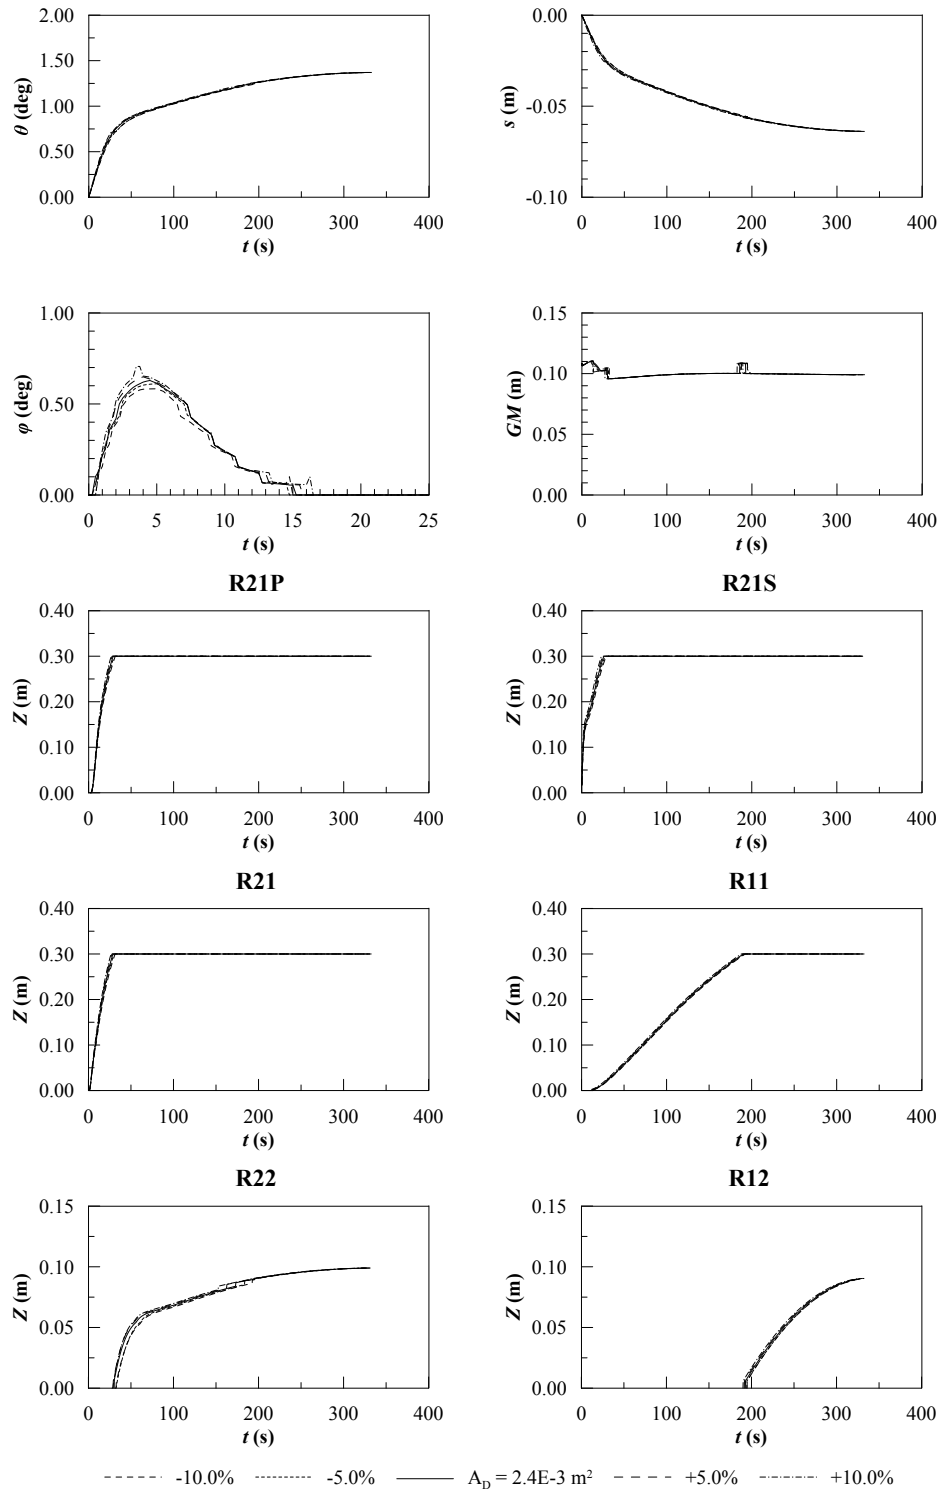 2.00
1.50
1.00
0.50
0.00
θ (deg)
0 100 200 300 400
t (s)
0.00
-0.05
-0.10
s (m)
0 100 200 300 400
t (s)
1.00
0.50
0.00
φ (deg)
0 5 10 15 20 25
t (s)
0.15
0.10
0.05
0.00
GM (m)
0 100 200 300 400
t (s)
R21P
0.40
0.30
0.20
0.10
0.00
Z (m)
0 100 200 300 400
t (s)
R21S
0.40
0.30
0.20
0.10
0.00
Z (m)
0 100 200 300 400
t (s)
R21
0.40
0.30
0.20
0.10
0.00
Z (m)
0 100 200 300 400
t (s)
R11
0.40
0.30
0.20
0.10
0.00
Z (m)
0 100 200 300 400
t (s)
R22
0.15
0.10
0.05
0.00
Z (m)
0 100 200 300 400
t (s)
R12
0.15
0.10
0.05
0.00
Z (m)
0 100 200 300 400
t (s)
-10.0% -5.0% A_D = 2.4E-3 m² +5.0% +10.0%